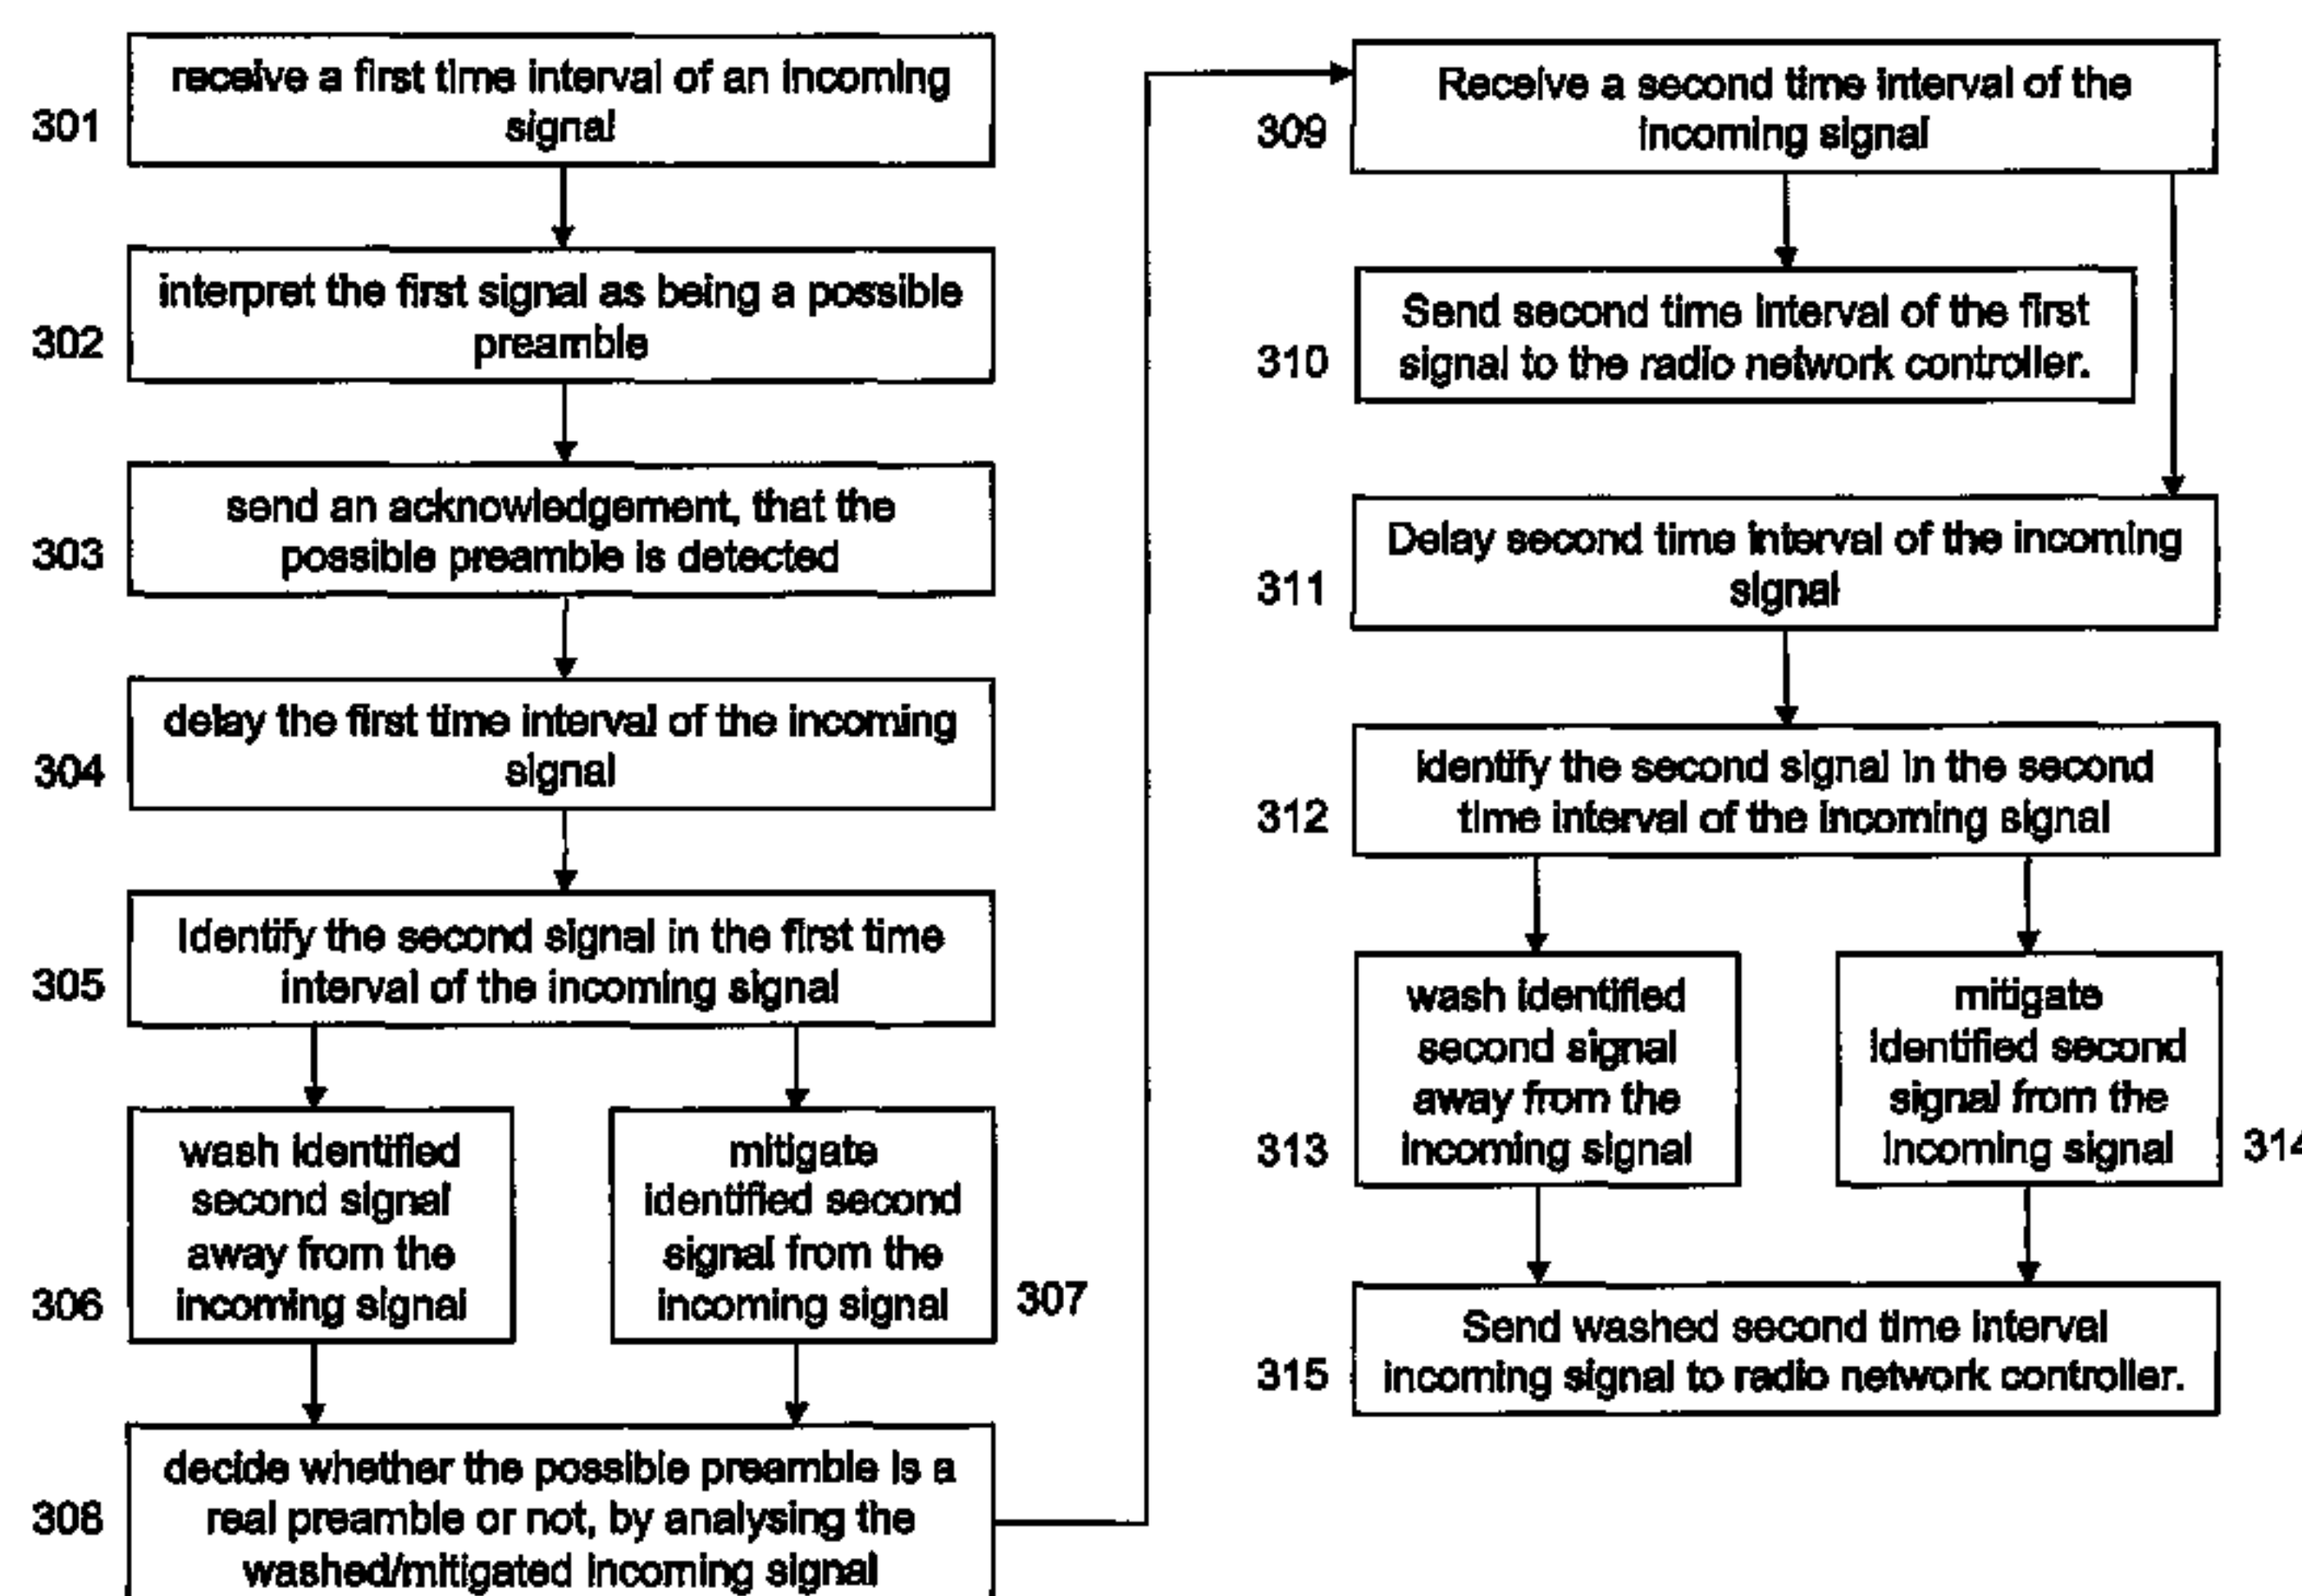 receive a first time interval of an incoming
signal
301
interpret the first signal as being a possible
preamble
302
send an acknowledgement, that the
possible preamble is detected
303
delay the first time interval of the incoming
signal
304
Identify the second signal in the first time
interval of the incoming signal
305
wash identified
second signal
away from the
incoming signal
306
mitigate
identified second
signal from the
incoming signal
307
decide whether the possible preamble is a
real preamble or not, by analysing the
washed/mitigated incoming signal
308
Receive a second time interval of the
incoming signal
309
Send second time interval of the first
signal to the radio network controller.
310
Delay second time interval of the incoming
signal
311
identify the second signal in the second
time interval of the incoming signal
312
wash identified
second signal
away from the
incoming signal
313
mitigate
identified second
signal from the
incoming signal
314
Send washed second time interval
incoming signal to radio network controller.
315